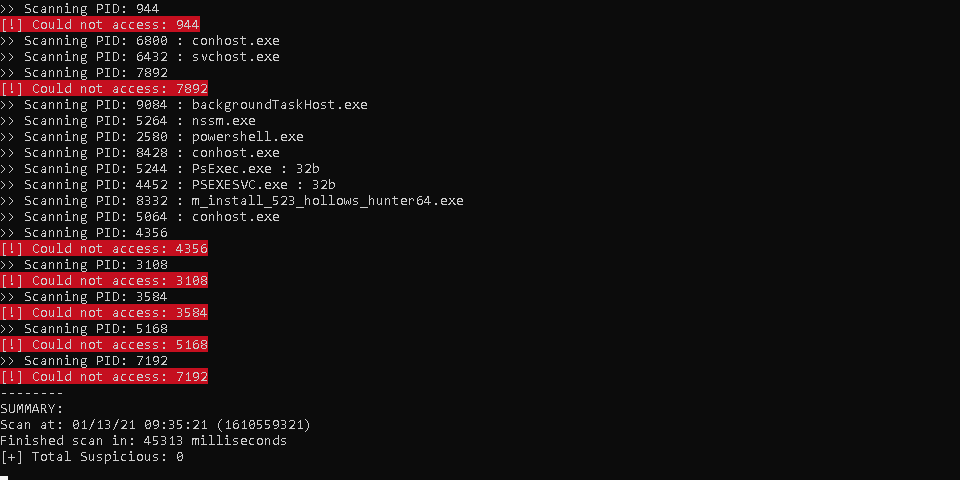 >> Scanning PID: 944
[!] Could not access: 944
>> Scanning PID: 6800 : conhost.exe
>> Scanning PID: 6432 : svchost.exe
>> Scanning PID: 7892
[!] Could not access: 7892
>> Scanning PID: 9084 : backgroundTaskHost.exe
>> Scanning PID: 5264 : nssm.exe
>> Scanning PID: 2580 : powershell.exe
>> Scanning PID: 8428 : conhost.exe
>> Scanning PID: 5244 : PsExec.exe : 32b
>> Scanning PID: 4452 : PSEXESVC.exe : 32b
>> Scanning PID: 8332 : m_install_523_hollows_hunter64.exe
>> Scanning PID: 5064 : conhost.exe
>> Scanning PID: 4356
[!] Could not access: 4356
>> Scanning PID: 3108
[!] Could not access: 3108
>> Scanning PID: 3584
[!] Could not access: 3584
>> Scanning PID: 5168
[!] Could not access: 5168
>> Scanning PID: 7192
[!] Could not access: 7192
--------
SUMMARY:
Scan at: 01/13/21 09:35:21 (1610559321)
Finished scan in: 45313 milliseconds
[+] Total Suspicious: 0